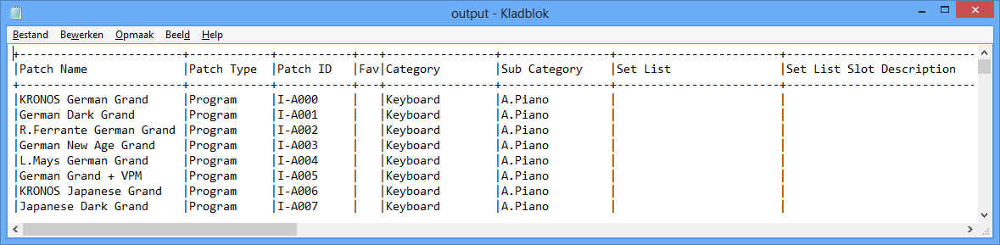 output - Kladblok
Bestand Bewerken Opmaak Beeld Help
+------------------------+------------+-----------+---+----------------+----------------+------------------------+----------------------------
|Patch Name              |Patch Type  |Patch ID   |Fav|Category        |Sub Category    |Set List                |Set List Slot Description
+------------------------+------------+-----------+---+----------------+----------------+------------------------+----------------------------
|KRONOS German Grand     |Program     |I-A000     |   |Keyboard        |A.Piano         |                        |
|German Dark Grand       |Program     |I-A001     |   |Keyboard        |A.Piano         |                        |
|R.Ferrante German Grand |Program     |I-A002     |   |Keyboard        |A.Piano         |                        |
|German New Age Grand    |Program     |I-A003     |   |Keyboard        |A.Piano         |                        |
|L.Mays German Grand     |Program     |I-A004     |   |Keyboard        |A.Piano         |                        |
|German Grand + VPM      |Program     |I-A005     |   |Keyboard        |A.Piano         |                        |
|KRONOS Japanese Grand   |Program     |I-A006     |   |Keyboard        |A.Piano         |                        |
|Japanese Dark Grand     |Program     |I-A007     |   |Keyboard        |A.Piano         |                        |